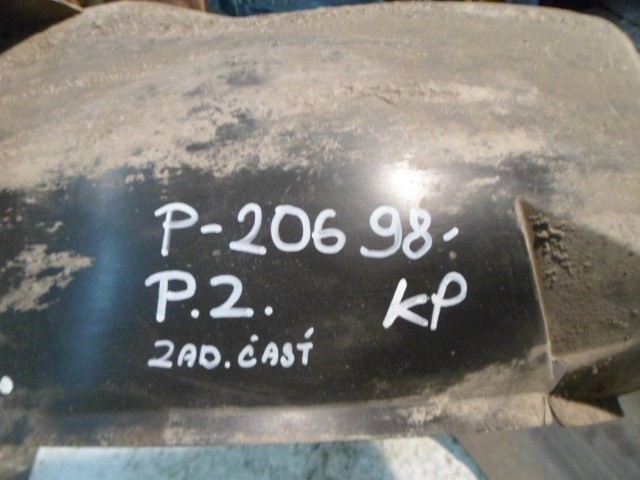 P-206 98-
P.2. KP
ZAD. ČASŤ